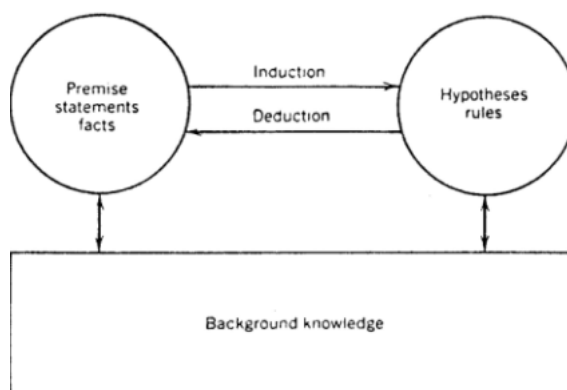 Premise
statements
facts
Induction
Deduction
Hypotheses
rules
Background knowledge